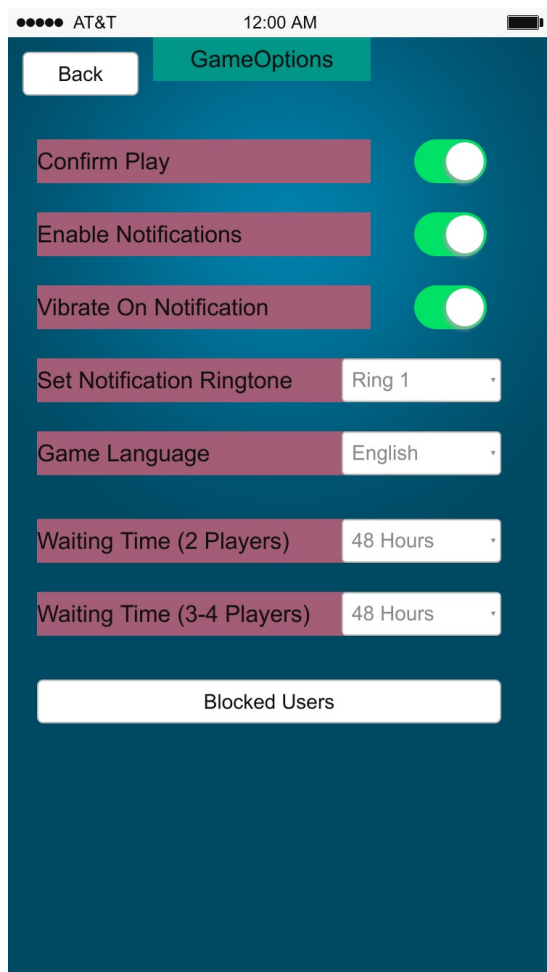 AT&T 12:00 AM
Back GameOptions
Confirm Play
Enable Notifications
Vibrate On Notification
Set Notification Ringtone Ring 1
Game Language English
Waiting Time (2 Players) 48 Hours
Waiting Time (3-4 Players) 48 Hours
Blocked Users